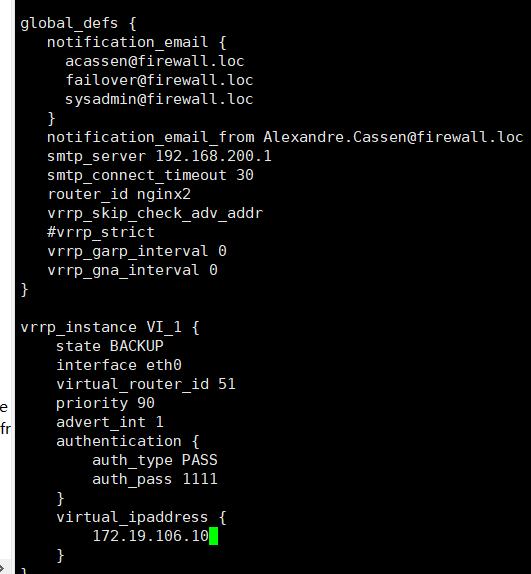 global_defs {
   notification_email {
     acassen@firewall.loc
     failover@firewall.loc
     sysadmin@firewall.loc
   }
   notification_email_from Alexandre.Cassen@firewall.loc
   smtp_server 192.168.200.1
   smtp_connect_timeout 30
   router_id nginx2
   vrrp_skip_check_adv_addr
   #vrrp_strict
   vrrp_garp_interval 0
   vrrp_gna_interval 0
}
vrrp_instance VI_1 {
    state BACKUP
    interface eth0
    virtual_router_id 51
e
    priority 90
fr
    advert_int 1
    authentication {
        auth_type PASS
        auth_pass 1111
    }
    virtual_ipaddress {
        172.19.106.10
    }
}